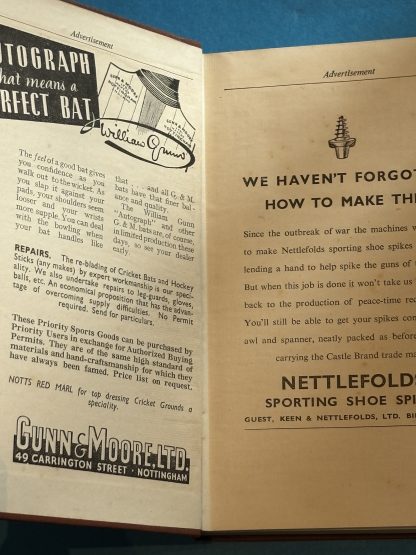 Advertisement
AUTOGRAPH
that means a
PERFECT BAT
William Gunn
The feel of a good bat gives
you confidence as you
walk out to the wicket. As
you slap it against your
pads, your shoulders seem
looser and your wrists
more supple. You can deal
with the bowling when
your bat handles like
that . . . and all G. & M.
bats have that finer bal-
ance and quality.
The William Gunn
"Autograph" and other
G. & M. bats are, of course,
in limited production these
days, so see your dealer
early.
REPAIRS. The re-blading of Cricket Bats and Hockey
Sticks (any makes) by expert workmanship is our speci-
ality. We also undertake repairs to leg-guards, gloves,
balls, etc. An economical proposition that has the advan-
tage of overcoming supply difficulties. No Permit
required. Send for particulars.
These Priority Sports Goods can be purchased by
Priority Users in exchange for Authorized Buying
Permits. They are of the same high standard of
materials and hand-craftsmanship for which they
have always been famed. Price list on request.
NOTTS RED MARL for top dressing Cricket Grounds a
speciality.
GUNN & MOORE, LTD.
49 CARRINGTON STREET · NOTTINGHAM
Advertisement
WE HAVEN'T FORGOT
HOW TO MAKE THE
Since the outbreak of war the machines w
to make Nettlefolds sporting shoe spikes
lending a hand to help spike the guns of
But when this job is done it won't take us
back to the production of peace-time re
You'll still be able to get your spikes con
awl and spanner, neatly packed as before
carrying the Castle Brand trade ma
NETTLEFOLDS
SPORTING SHOE SPI
GUEST, KEEN & NETTLEFOLDS, LTD. BI